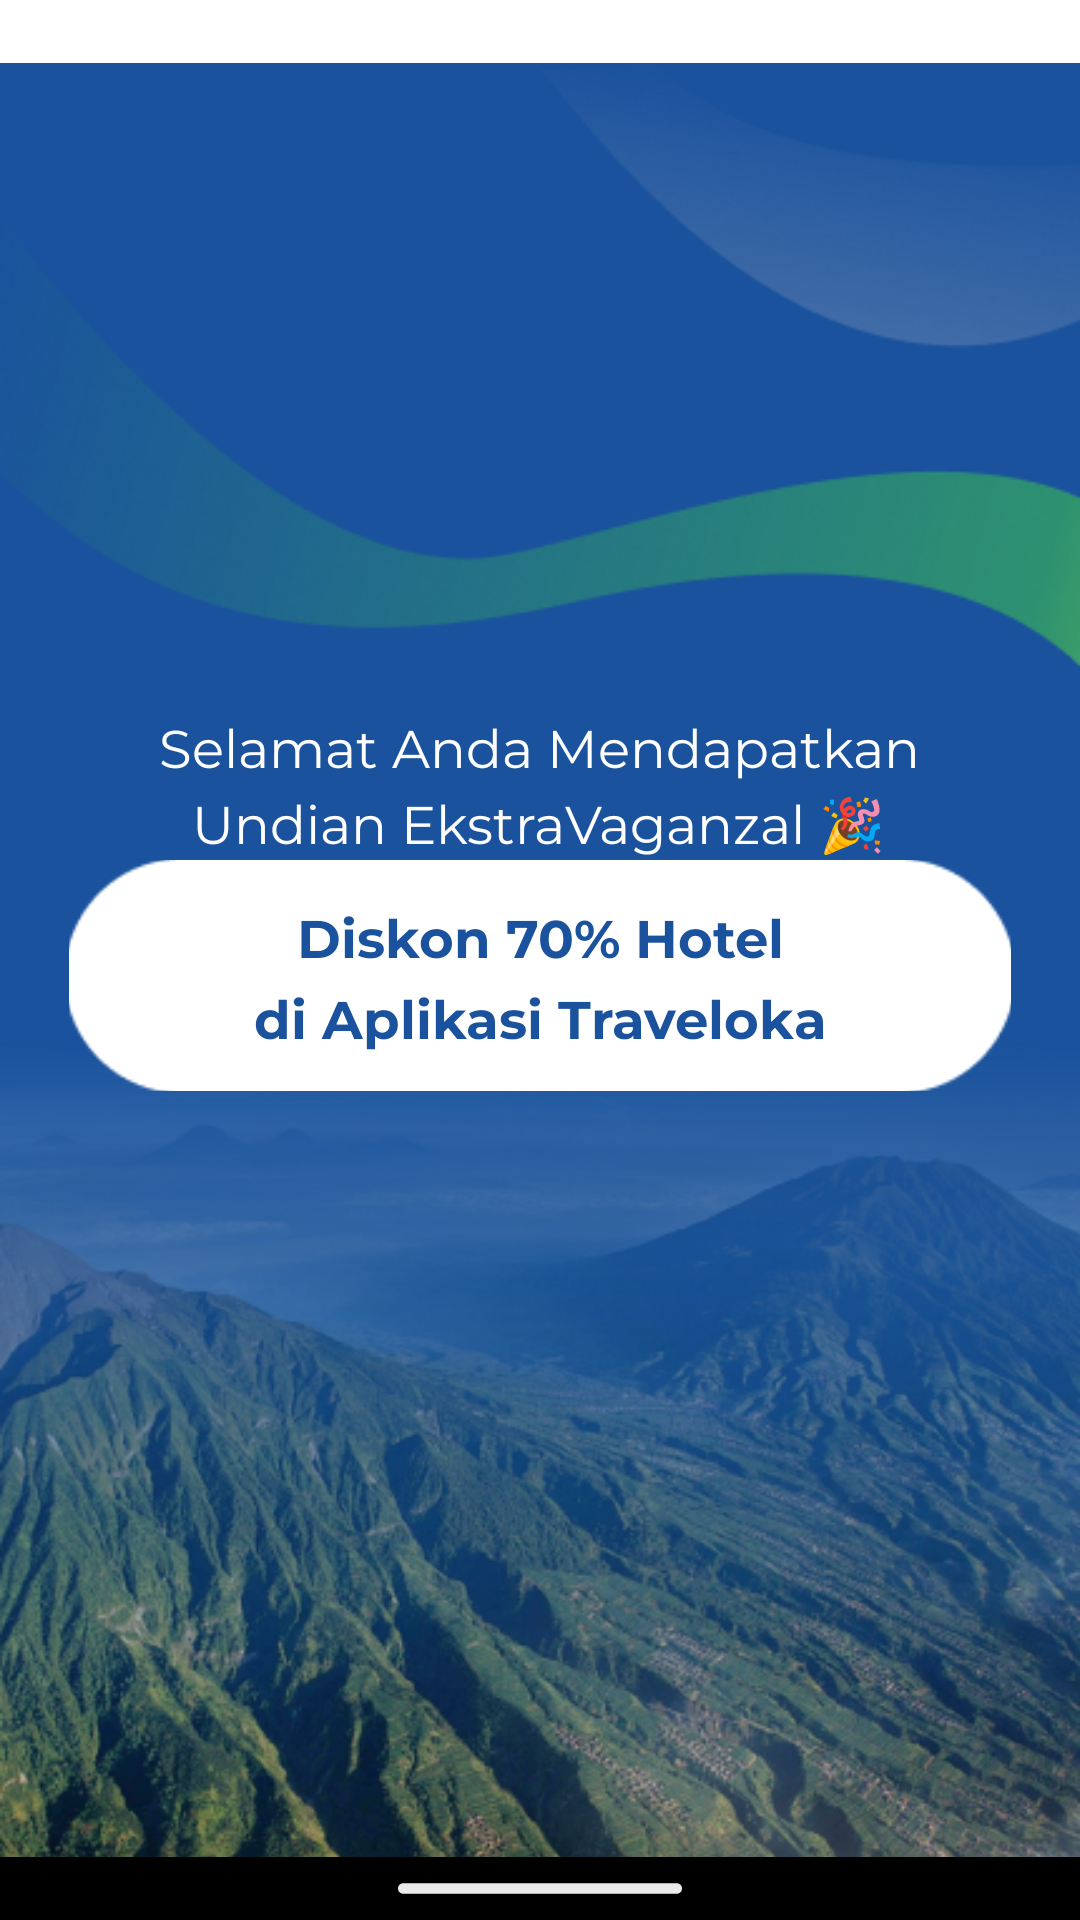 Selamat Anda Mendapatkan
Undian EkstraVaganzal 🎉
Diskon 70% Hotel
di Aplikasi Traveloka